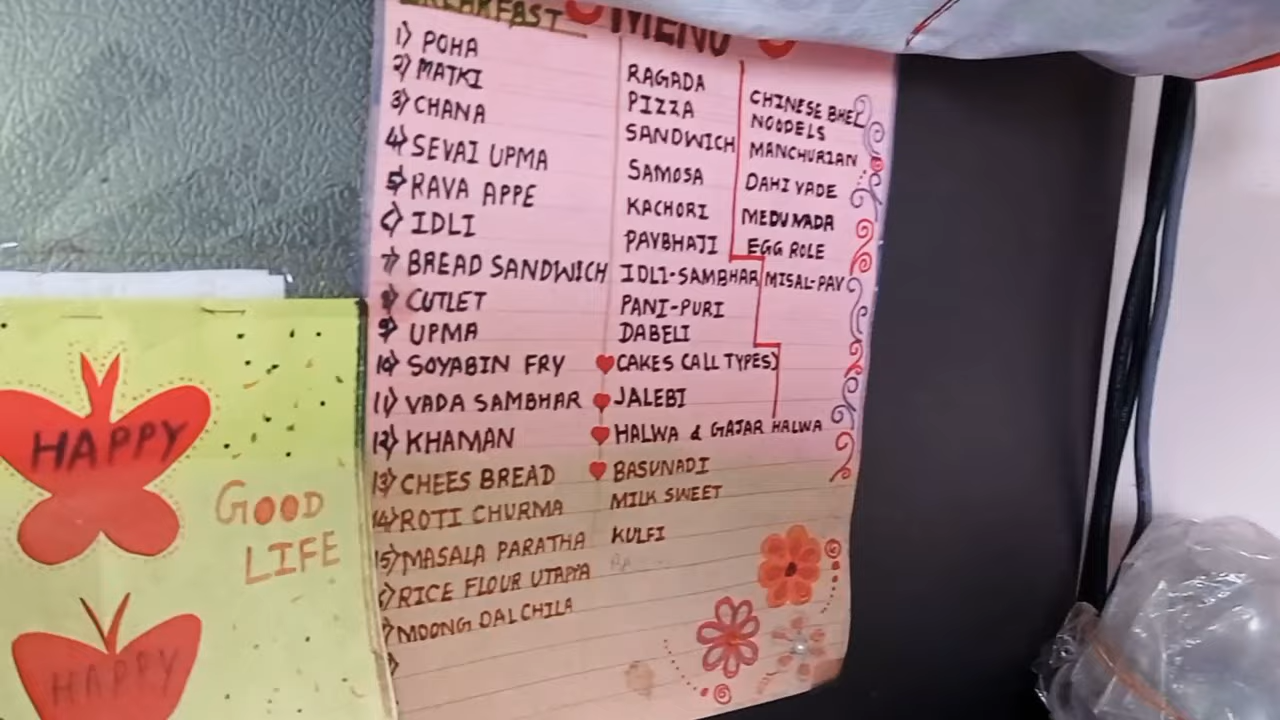 BREAKFAST
MENU
1) POHA
2) MATKI
3) CHANA
4) SEVAI UPMA
5) RAVA APPE
6) IDLI
7) BREAD SANDWICH
8) CUTLET
9) UPMA
10) SOYABIN FRY
11) VADA SAMBHAR
12) KHAMAN
13) CHEES BREAD
14) ROTI CHURMA
15) MASALA PARATHA
RICE FLOUR UTAPPA
MOONG DAL CHILA
RAGADA
PIZZA
SANDWICH
SAMOSA
KACHORI
PAVBHAJI
IDLI-SAMBHAR
PANI-PURI
DABELI
CAKES (ALL TYPES)
JALEBI
HALWA & GAJAR HALWA
BASUNADI
MILK SWEET
KULFI
CHINESE BHEL
NOODELS
MANCHURIAN
DAHI VADE
MEDU WADA
EGG ROLE
MISAL-PAV
HAPPY
GOOD
LIFE
HAPPY